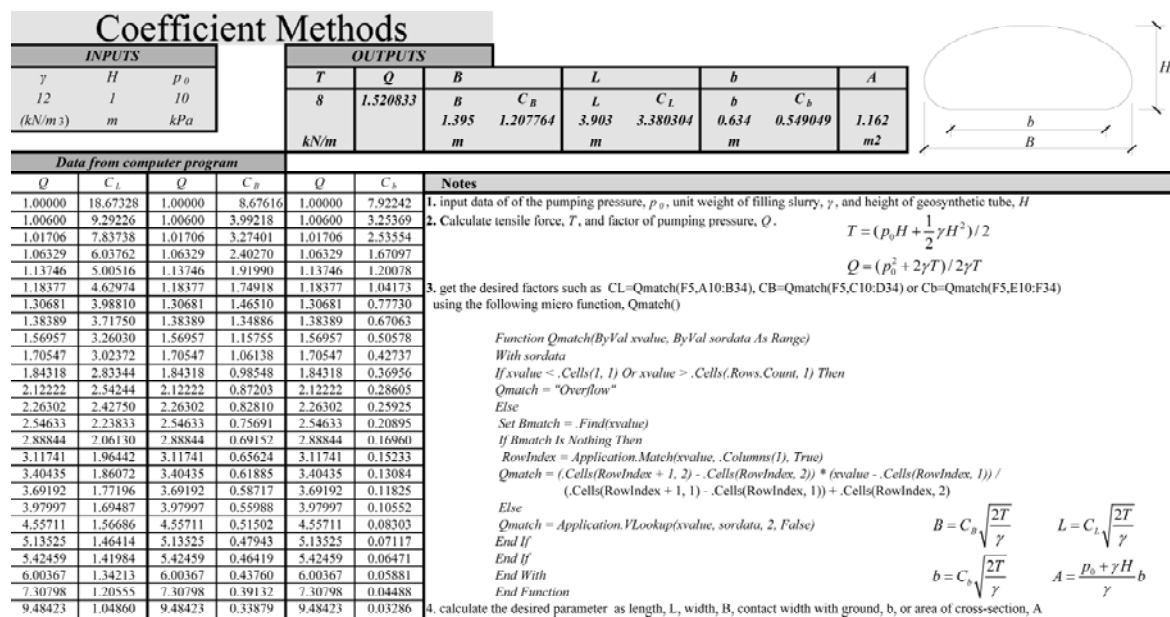 Coefficient Methods
INPUTS OUTPUTS
γ H p₀ T Q B L b A
12 1 10 8 1.520833 B C_B L C_L b C_b
(kN/m3) m kPa 1.395 1.207764 3.903 3.380304 0.634 0.549049 1.162
kN/m m m m m2
H
b
B
Data from computer program
Q C_L Q C_B Q C_b Notes
1.00000 18.67328 1.00000 8.67616 1.00000 7.92242
1.00600 9.29226 1.00600 3.99218 1.00600 3.25369
1.01706 7.83738 1.01706 3.27401 1.01706 2.53554
1.06329 6.03762 1.06329 2.40270 1.06329 1.67097
1.13746 5.00516 1.13746 1.91990 1.13746 1.20078
1.18377 4.62974 1.18377 1.74918 1.18377 1.04173
1.30681 3.98810 1.30681 1.46510 1.30681 0.77730
1.38389 3.71750 1.38389 1.34886 1.38389 0.67063
1.56957 3.26030 1.56957 1.15755 1.56957 0.50578
1.70547 3.02372 1.70547 1.06138 1.70547 0.42737
1.84318 2.83344 1.84318 0.98548 1.84318 0.36956
2.12222 2.54244 2.12222 0.87203 2.12222 0.28605
2.26302 2.42750 2.26302 0.82810 2.26302 0.25925
2.54633 2.23833 2.54633 0.75691 2.54633 0.20895
2.88844 2.06130 2.88844 0.69152 2.88844 0.16960
3.11741 1.96442 3.11741 0.65624 3.11741 0.15233
3.40435 1.86072 3.40435 0.61885 3.40435 0.13084
3.69192 1.77196 3.69192 0.58717 3.69192 0.11825
3.97997 1.69487 3.97997 0.55988 3.97997 0.10552
4.55711 1.56686 4.55711 0.51502 4.55711 0.08303
5.13525 1.46414 5.13525 0.47943 5.13525 0.07117
5.42459 1.41984 5.42459 0.46419 5.42459 0.06471
6.00367 1.34213 6.00367 0.43760 6.00367 0.05881
7.30798 1.20555 7.30798 0.39132 7.30798 0.04488
9.48423 1.04860 9.48423 0.33879 9.48423 0.03286
1. input data of of the pumping pressure, p₀, unit weight of filling slurry, γ, and height of geosynthetic tube, H
2. Calculate tensile force, T, and factor of pumping pressure, Q.
T = (p₀H + 1/2 γH²)/2
Q = (p₀² + 2γT)/2γT
3. get the desired factors such as CL=Qmatch(F5,A10:B34), CB=Qmatch(F5,C10:D34) or Cb=Qmatch(F5,E10:F34)
using the following micro function, Qmatch()
Function Qmatch(ByVal xvalue, ByVal sordata As Range)
With sordata
If xvalue < .Cells(1, 1) Or xvalue > .Cells(.Rows.Count, 1) Then
Qmatch = "Overflow"
Else
Set Bmatch = .Find(xvalue)
If Bmatch Is Nothing Then
RowIndex = Application.Match(xvalue, .Columns(1), True)
Qmatch = (.Cells(RowIndex + 1, 2) - .Cells(RowIndex, 2)) * (xvalue - .Cells(RowIndex, 1)) /
(.Cells(RowIndex + 1, 1) - .Cells(RowIndex, 1)) + .Cells(RowIndex, 2)
Else
Qmatch = Application.VLookup(xvalue, sordata, 2, False)
End If
End If
End With
End Function
B = C_B √(2T/γ) L = C_L √(2T/γ)
b = C_b √(2T/γ) A = (p₀ + γH)/γ b
4. calculate the desired parameter as length, L, width, B, contact width with ground, b, or area of cross-section, A